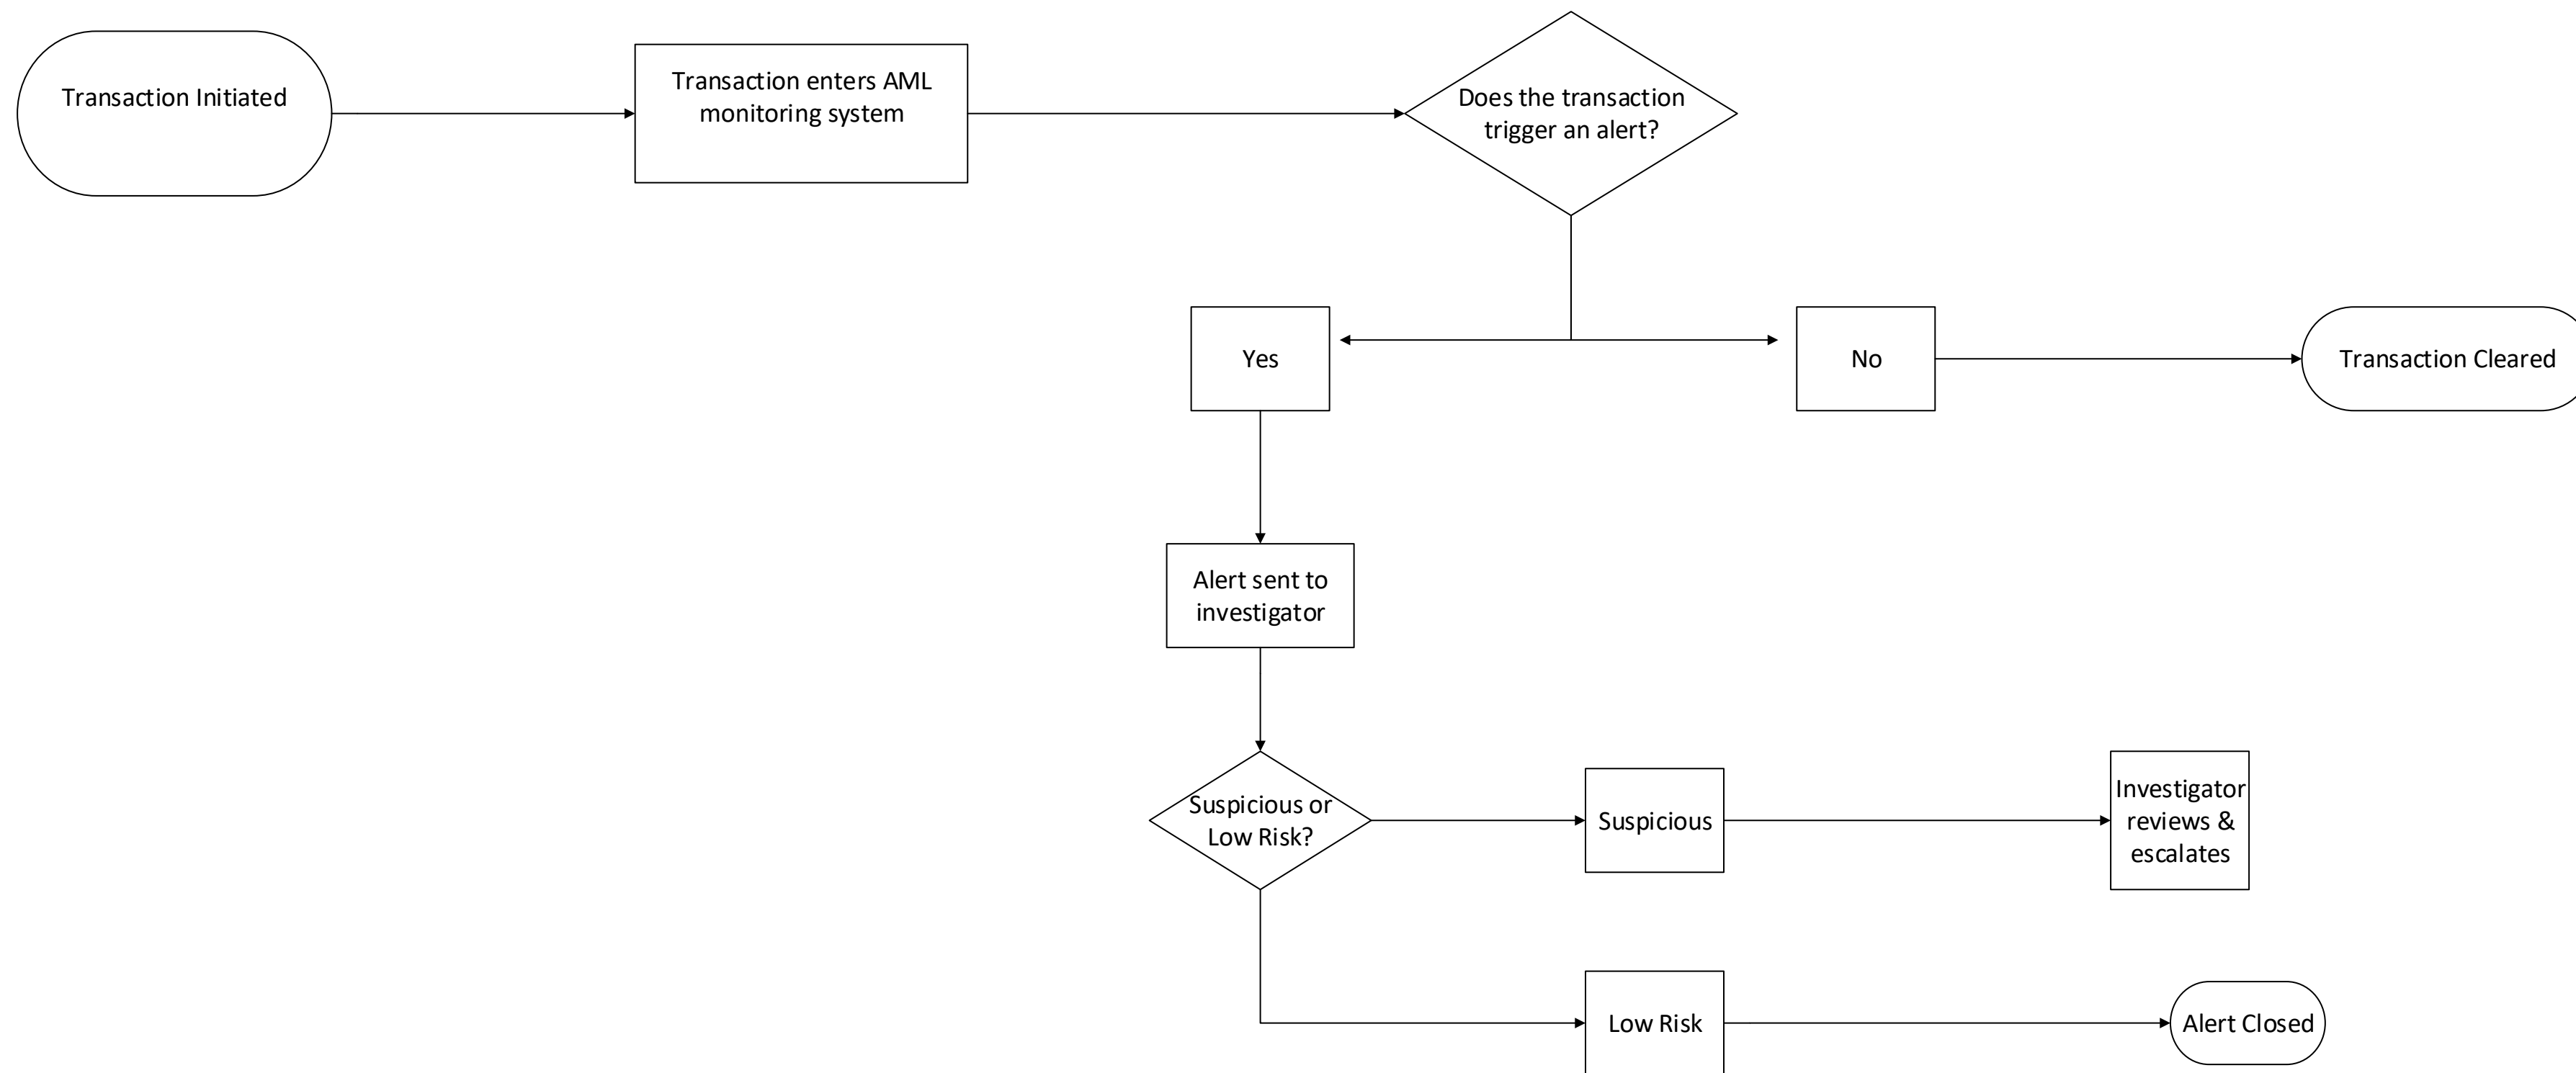 Transaction Initiated
Transaction enters AML
monitoring system
Does the transaction
trigger an alert?
Yes
No
Transaction Cleared
Alert sent to
investigator
Suspicious or
Low Risk?
Suspicious
Investigator
reviews &
escalates
Low Risk
Alert Closed